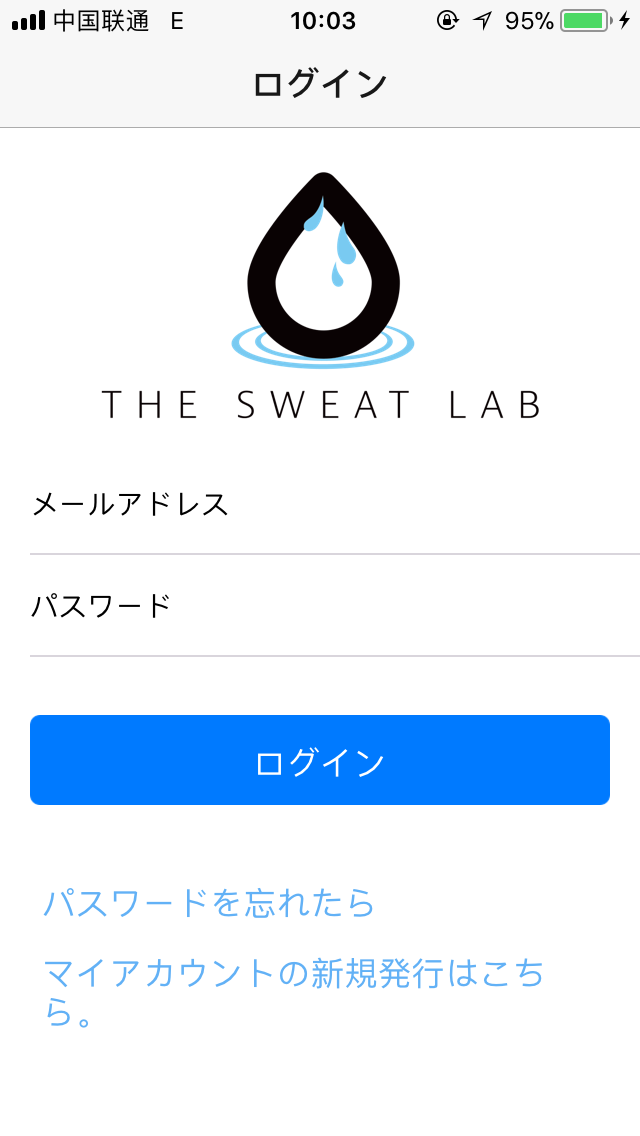 中国联通 E 10:03 95%
ログイン
THE SWEAT LAB
メールアドレス
パスワード
ログイン
パスワードを忘れたら
マイアカウントの新規発行はこち
ら。